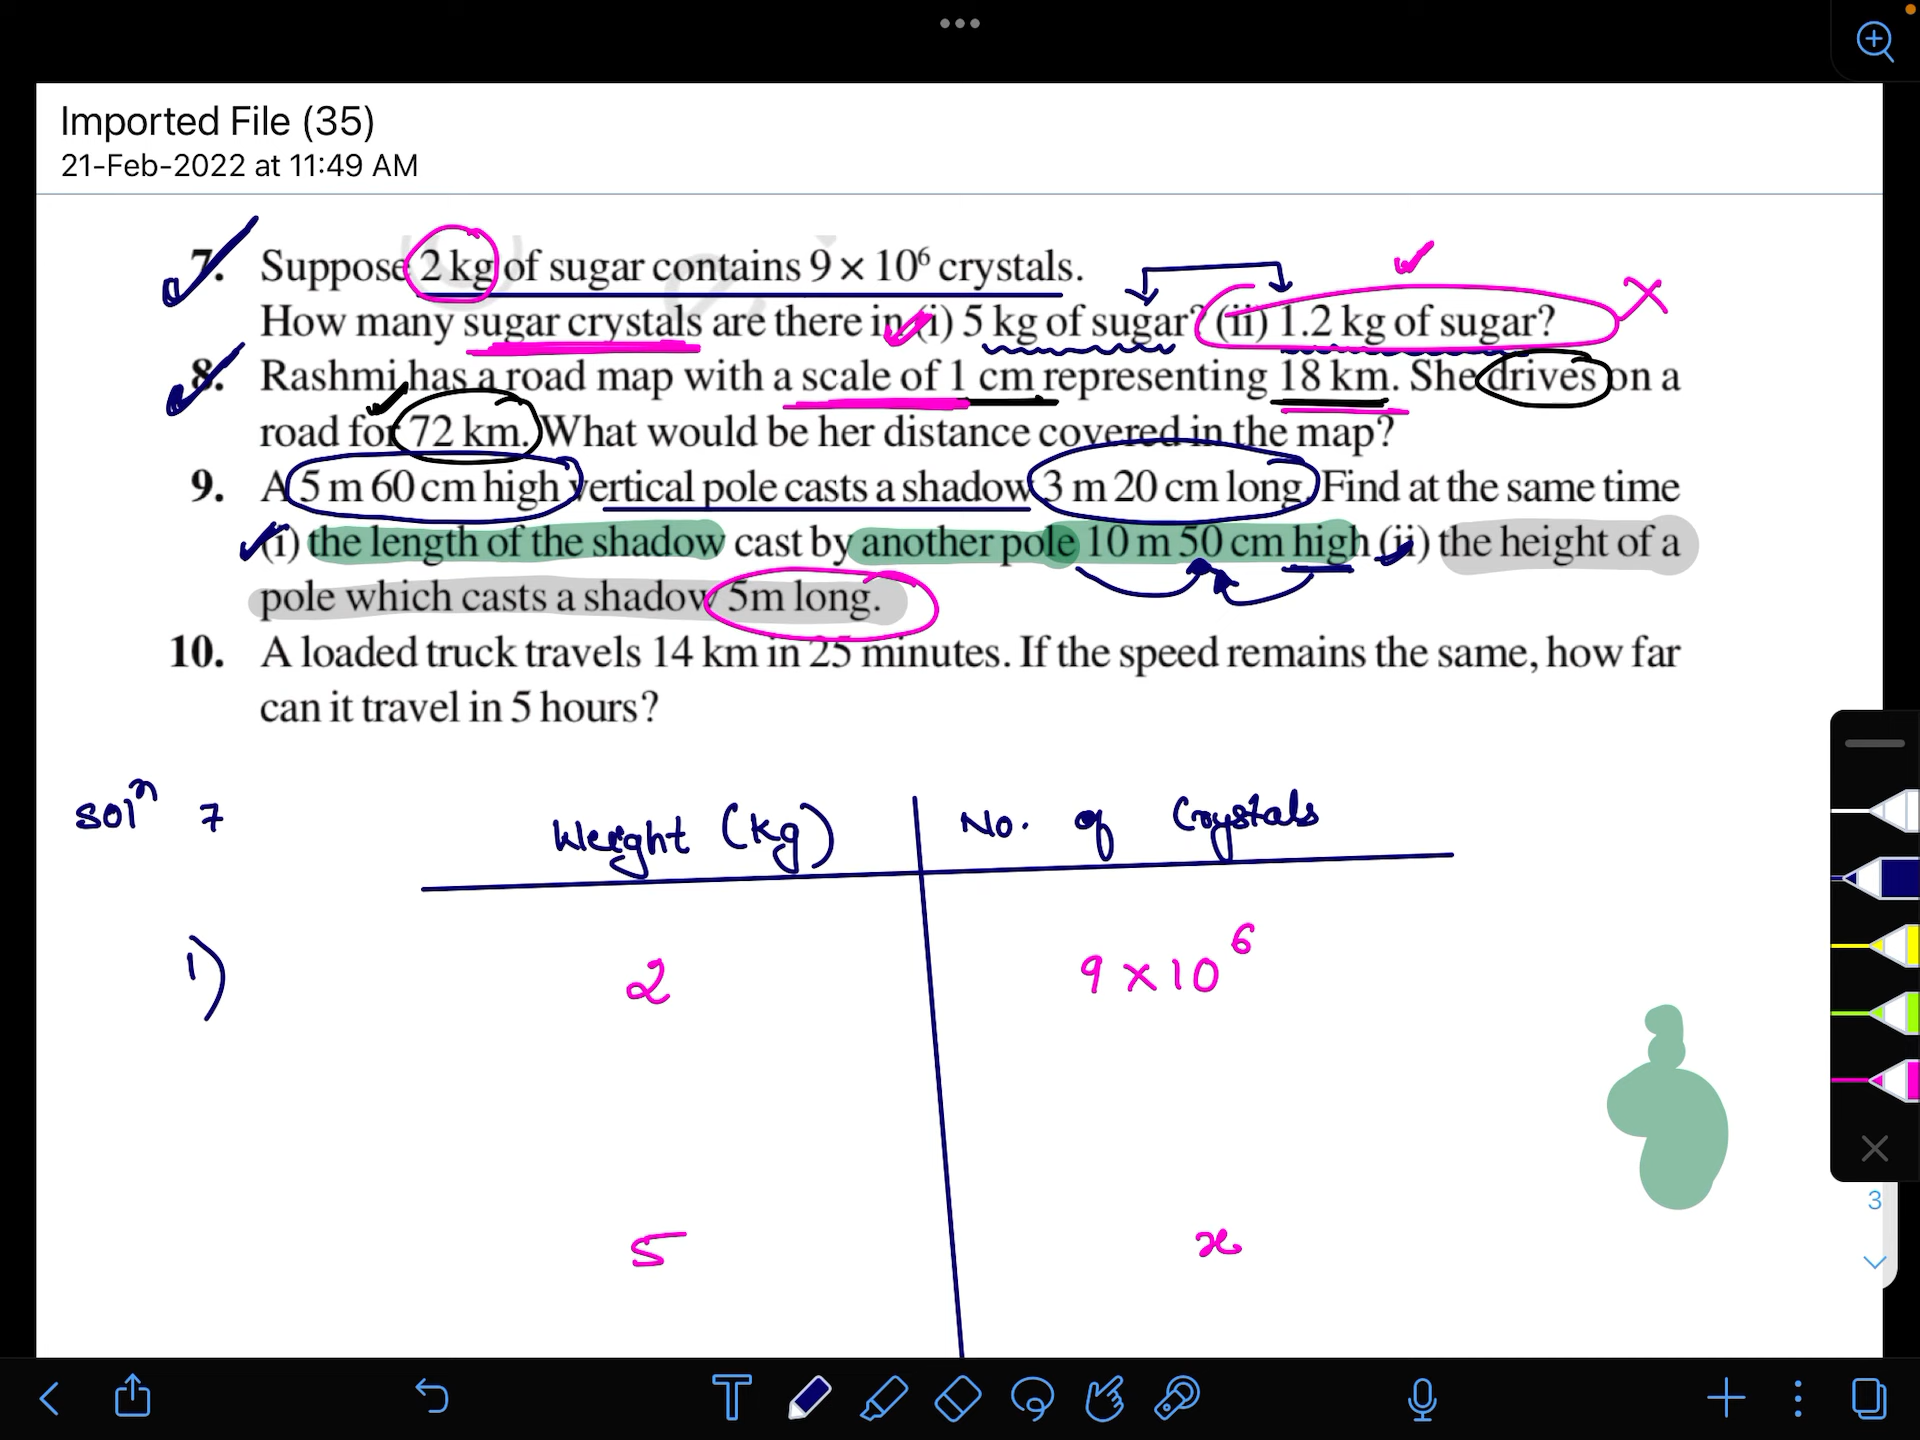 Imported File (35)
21-Feb-2022 at 11:49 AM
7. Suppose 2 kg of sugar contains 9 × 10⁶ crystals.
How many sugar crystals are there in (i) 5 kg of sugar? (ii) 1.2 kg of sugar?
8. Rashmi has a road map with a scale of 1 cm representing 18 km. She drives on a
road for 72 km. What would be her distance covered in the map?
9. A 5 m 60 cm high vertical pole casts a shadow 3 m 20 cm long. Find at the same time
(i) the length of the shadow cast by another pole 10 m 50 cm high (ii) the height of a
pole which casts a shadow 5m long.
10. A loaded truck travels 14 km in 25 minutes. If the speed remains the same, how far
can it travel in 5 hours?
Solⁿ 7
Weight (kg) No. of Crystals
i) 2 9 × 10⁶
5 x
3